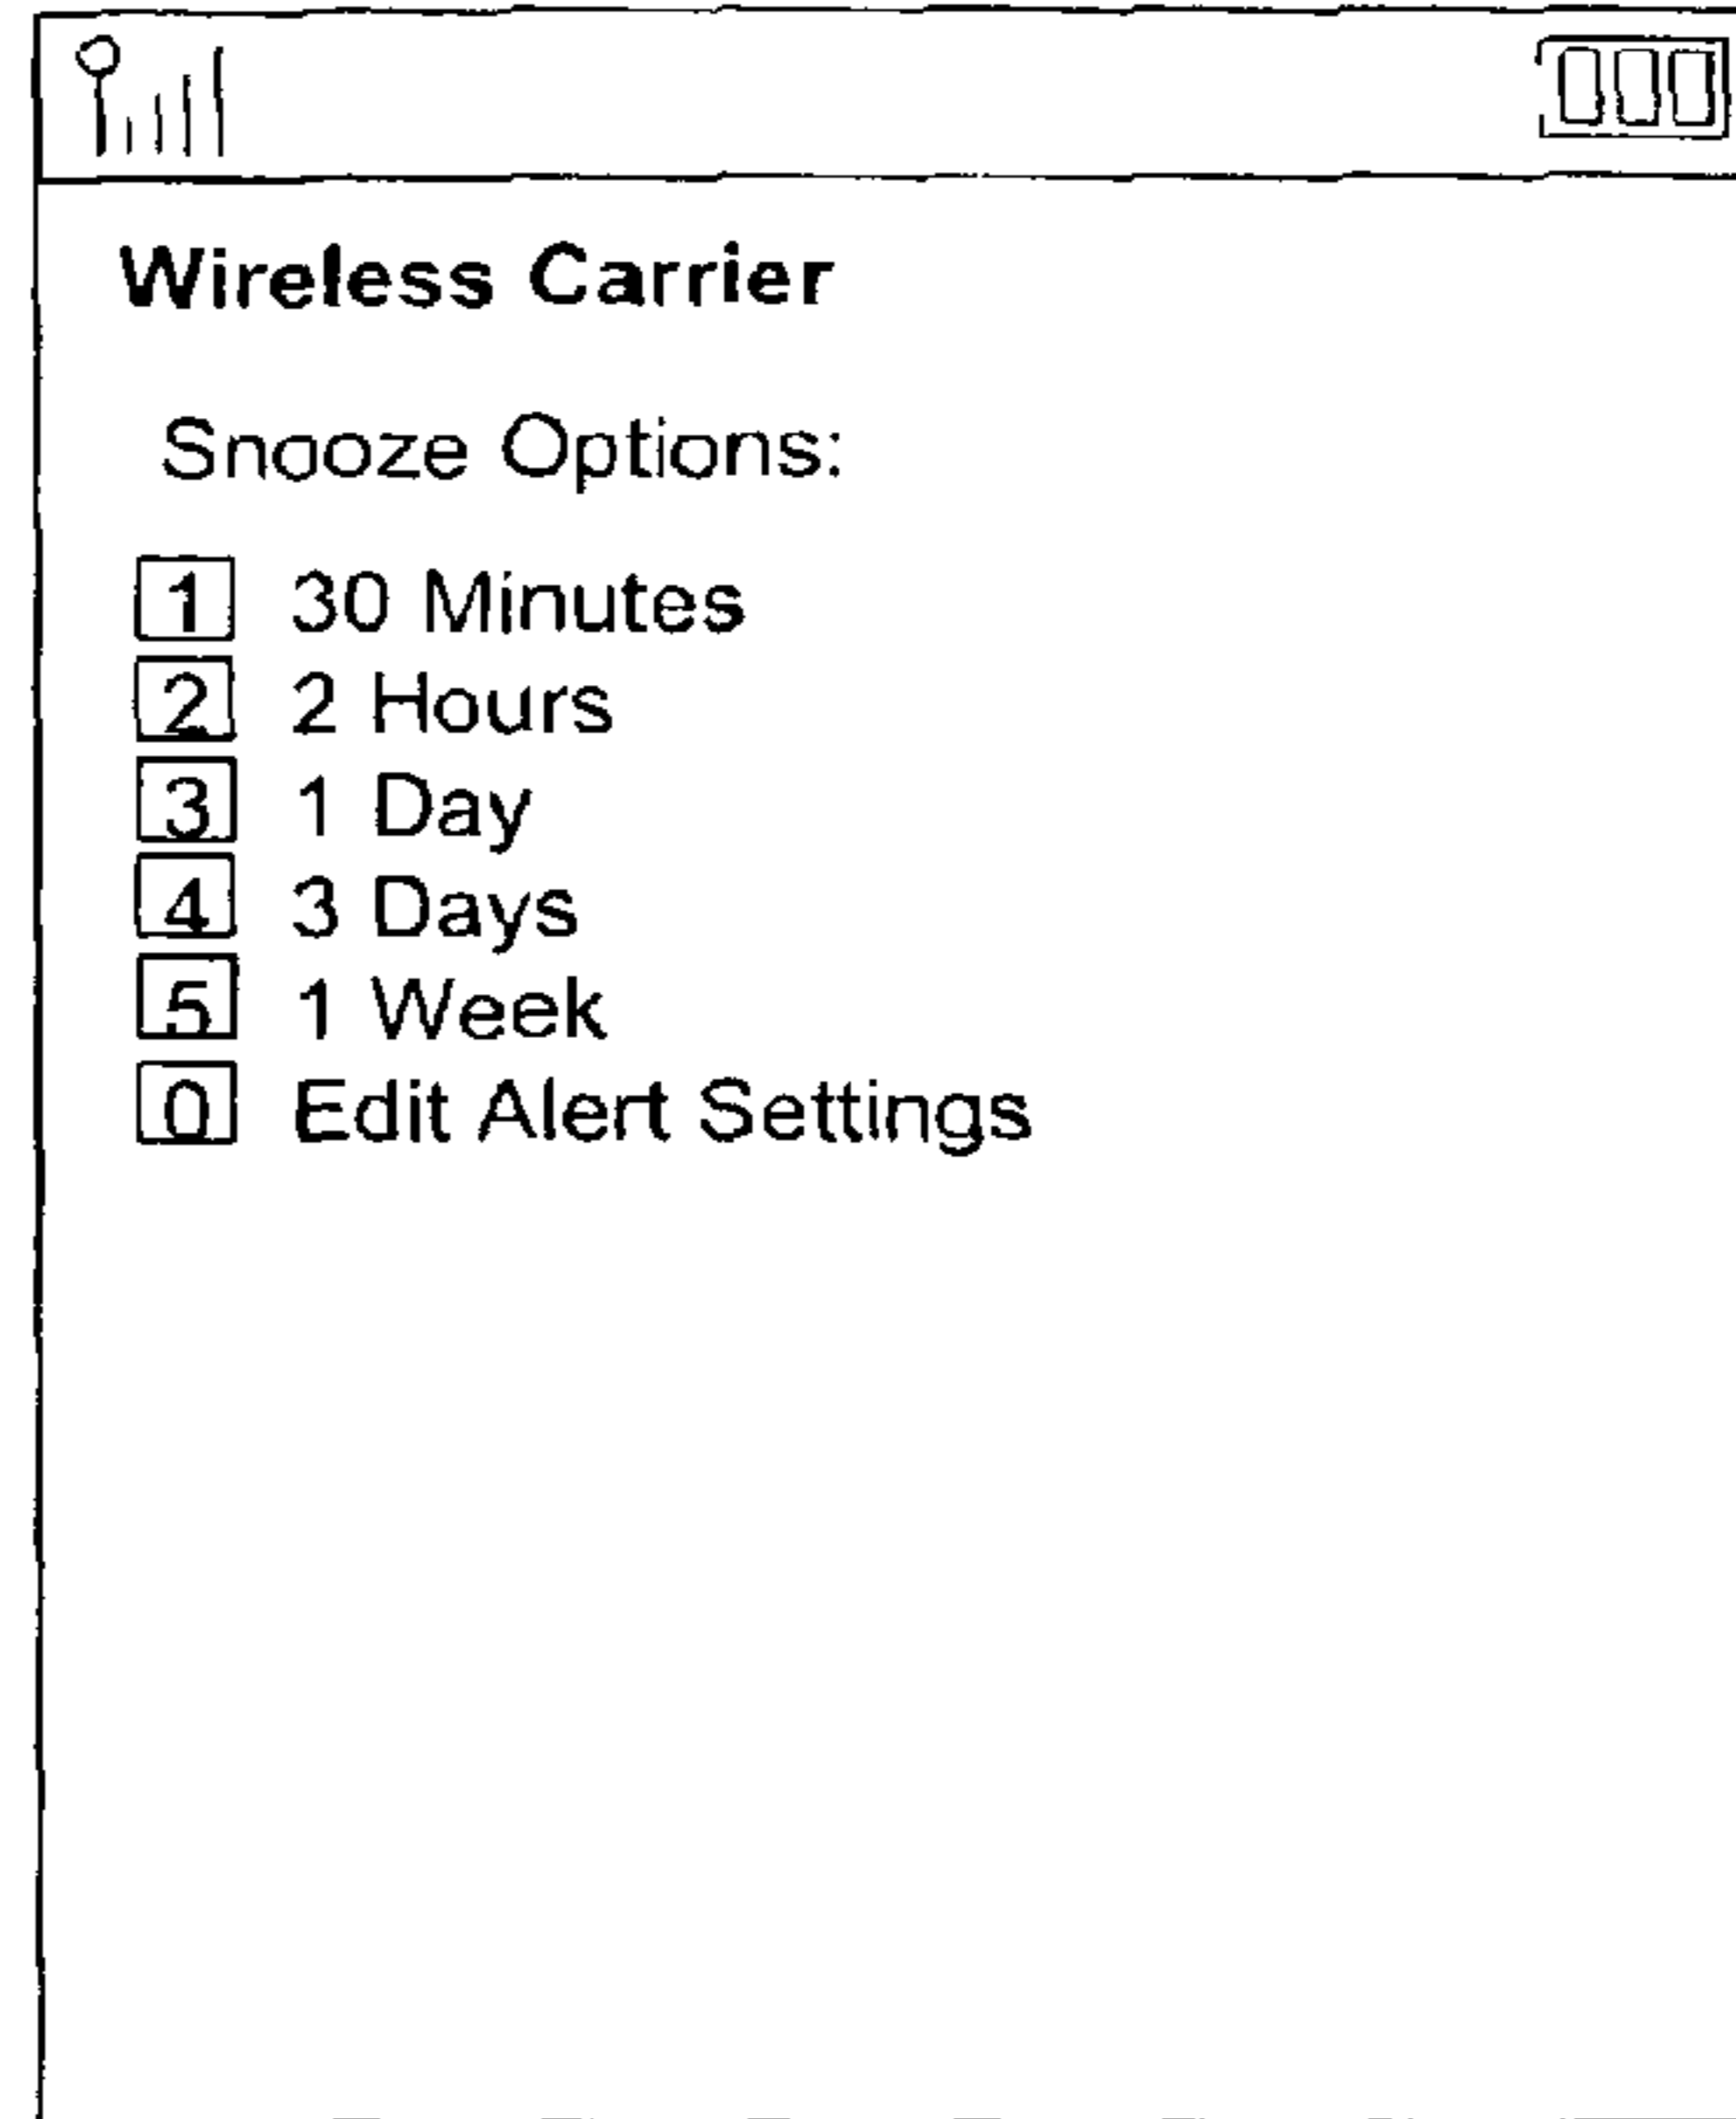 Wireless Carrier
Snooze Options:
1 30 Minutes
2 2 Hours
3 1 Day
4 3 Days
5 1 Week
0 Edit Alert Settings